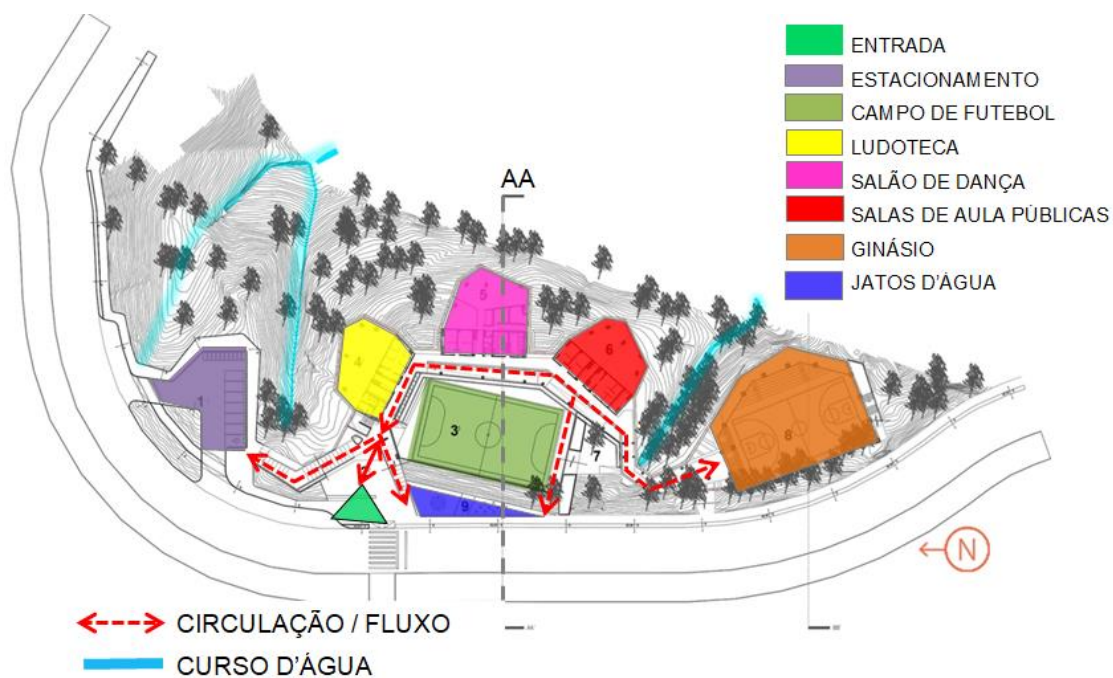 ENTRADA
ESTACIONAMENTO
CAMPO DE FUTEBOL
LUDOTECA
SALÃO DE DANÇA
SALAS DE AULA PÚBLICAS
GINÁSIO
JATOS D'ÁGUA
AA
5
4
6
1
3
7
8
9
N
CIRCULAÇÃO / FLUXO
CURSO D'ÁGUA